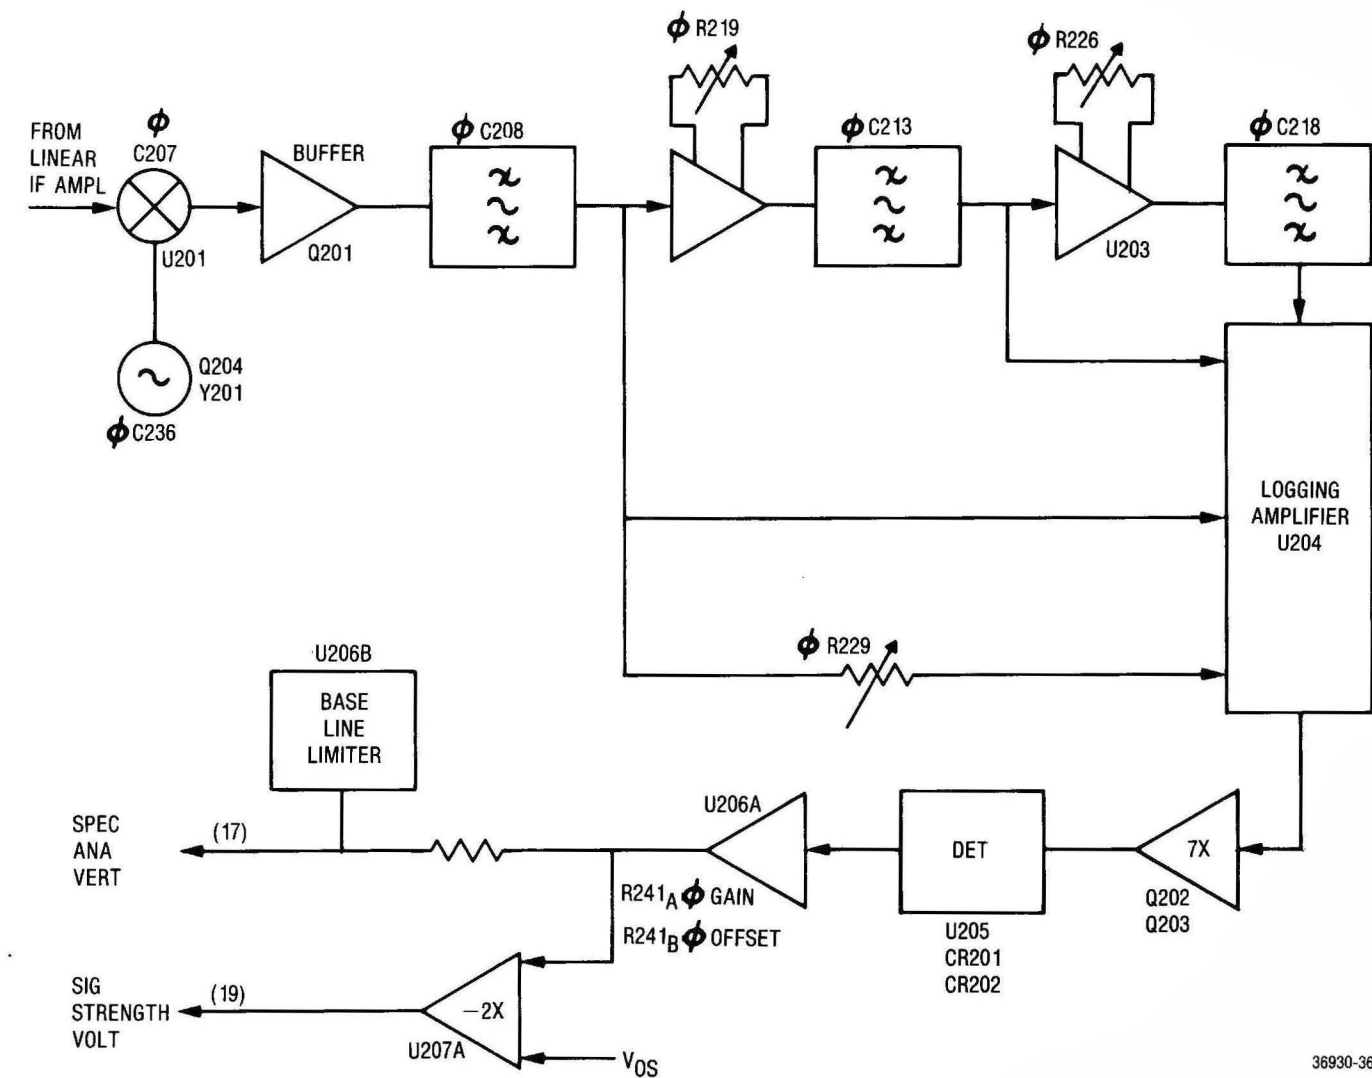 ϕ R219
ϕ R226
FROM
LINEAR
IF AMPL
ϕ
C207
U201
BUFFER
Q201
ϕ C208
ϕ C213
U203
ϕ C218
Q204
Y201
ϕ C236
LOGGING
AMPLIFIER
U204
ϕ R229
U206B
BASE
LINE
LIMITER
SPEC
ANA
VERT
(17)
U206A
R241A ϕ GAIN
R241B ϕ OFFSET
DET
U205
CR201
CR202
7X
Q202
Q203
SIG
STRENGTH
VOLT
(19)
−2X
U207A
VOS
36930-36